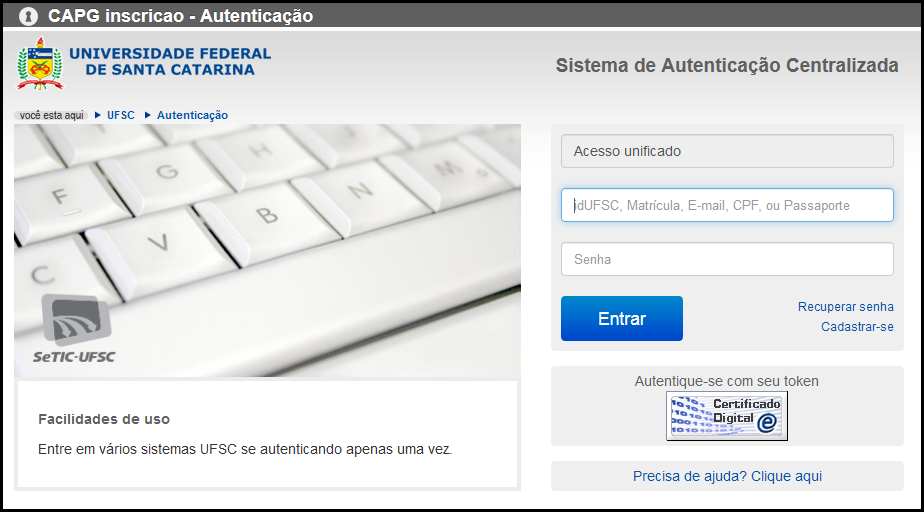 CAPG inscricao - Autenticação
UNIVERSIDADE FEDERAL
DE SANTA CATARINA
Sistema de Autenticação Centralizada
você esta aqui UFSC Autenticação
F
G
H
J
C
V
B
N
M
SeTIC-UFSC
Acesso unificado
idUFSC, Matrícula, E-mail, CPF, ou Passaporte
Senha
Entrar
Recuperar senha
Cadastrar-se
Autentique-se com seu token
Certificado
Digital
Precisa de ajuda? Clique aqui
Facilidades de uso
Entre em vários sistemas UFSC se autenticando apenas uma vez.